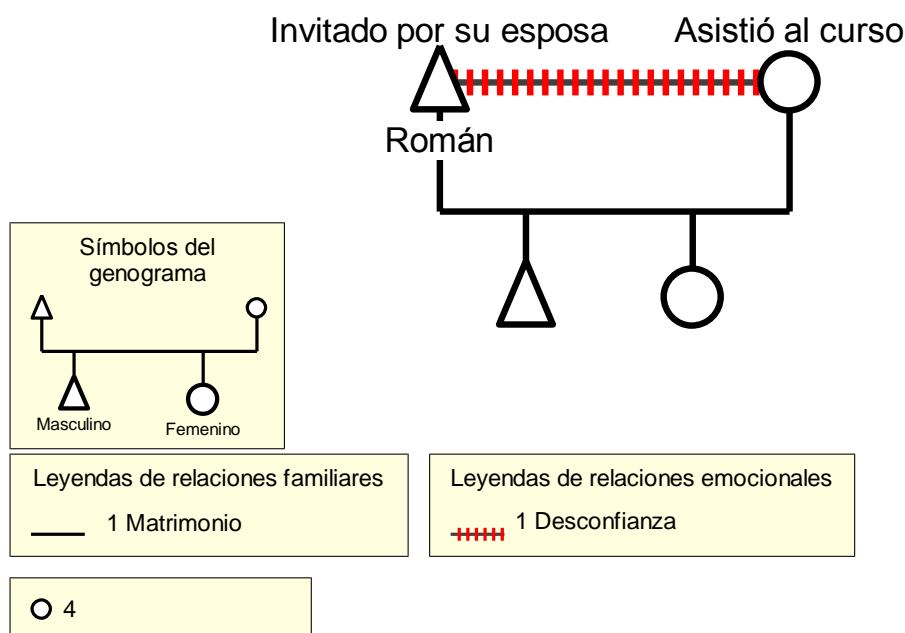 Invitado por su esposa
Asistió al curso
Román
Símbolos del
genograma
Masculino
Femenino
Leyendas de relaciones familiares
1 Matrimonio
Leyendas de relaciones emocionales
1 Desconfianza
4